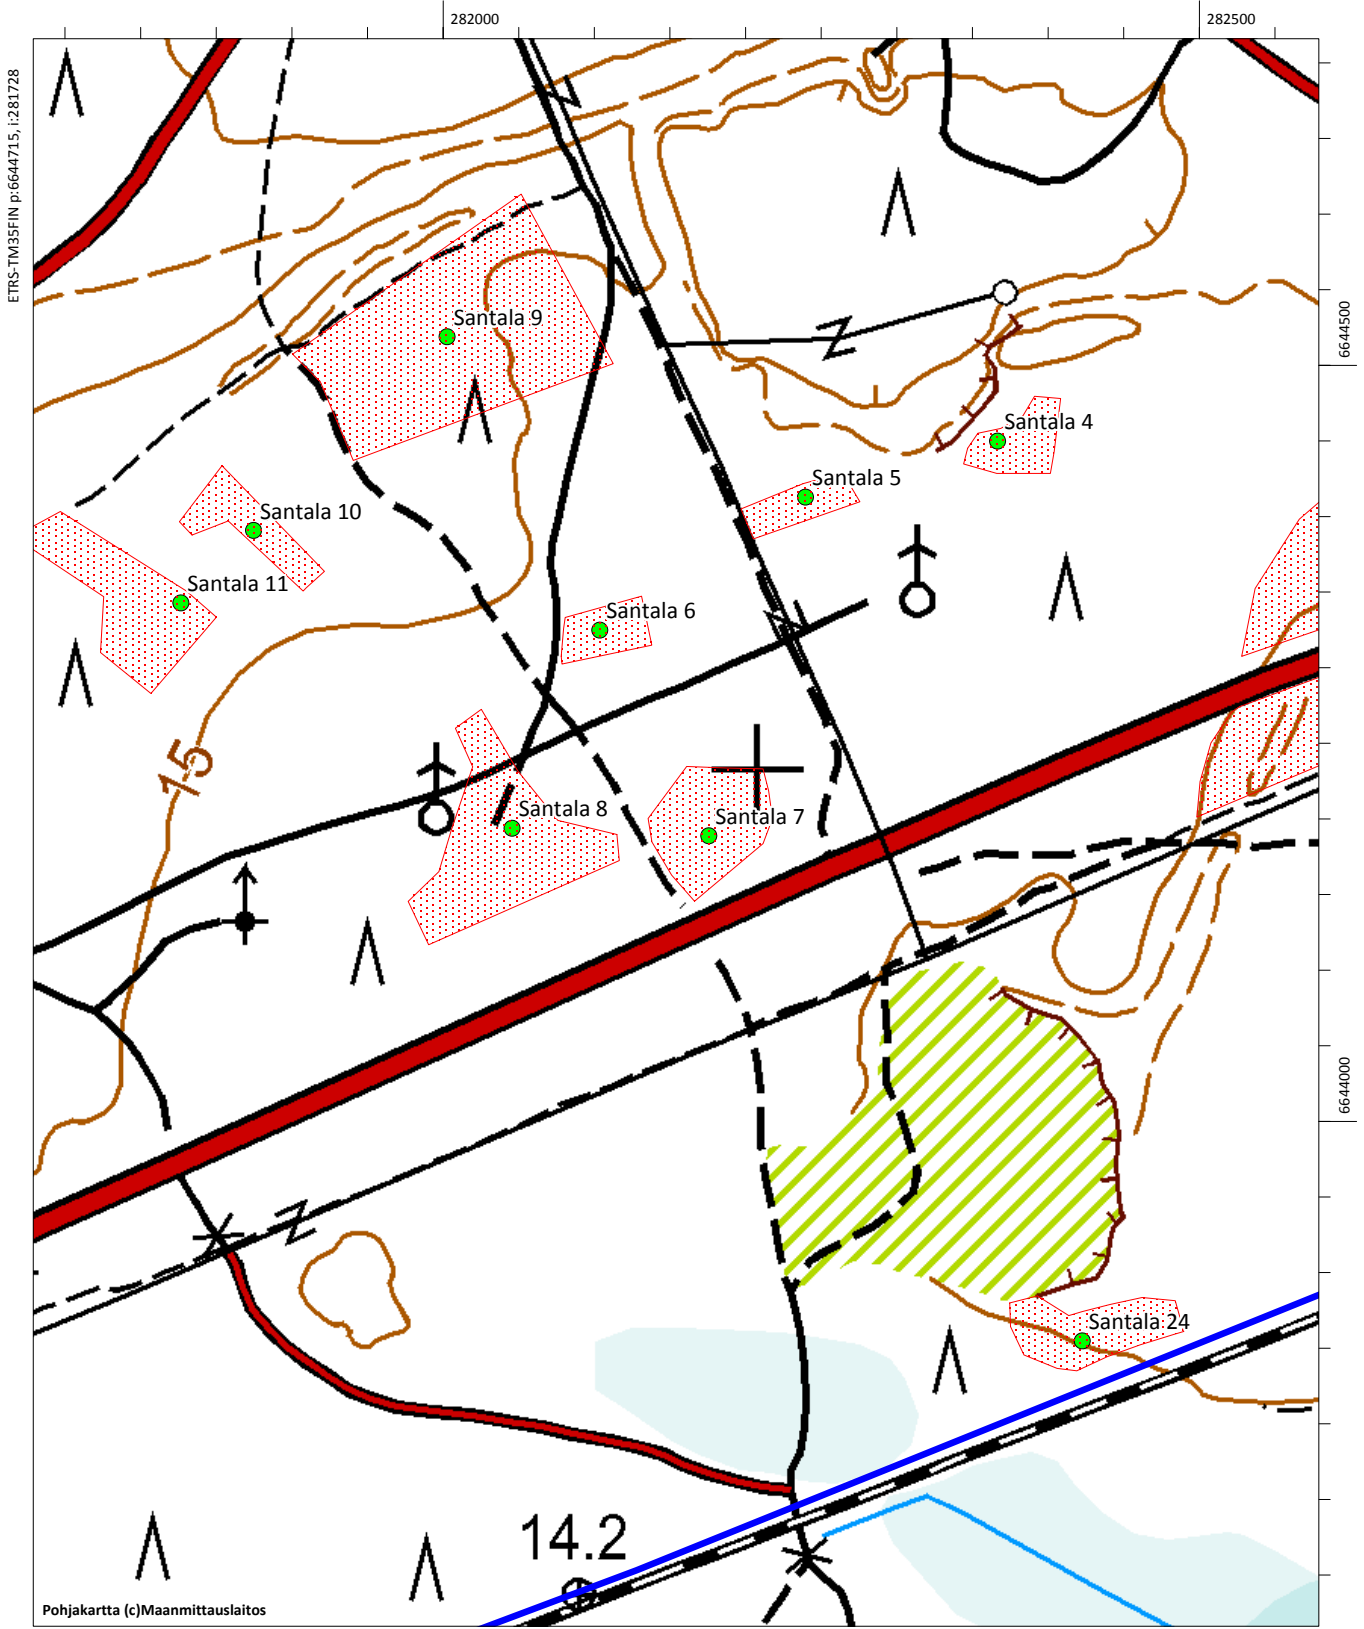 282000
282500
ETRS-TM35FIN p:6644715, i:281728
Santala 9
6644500
Santala 4
Santala 5
Santala 10
Santala 11
Santala 6
15
Santala 8
Santala 7
6644000
Santala 24
14.2
Pohjakartta (c)Maanmittauslaitos